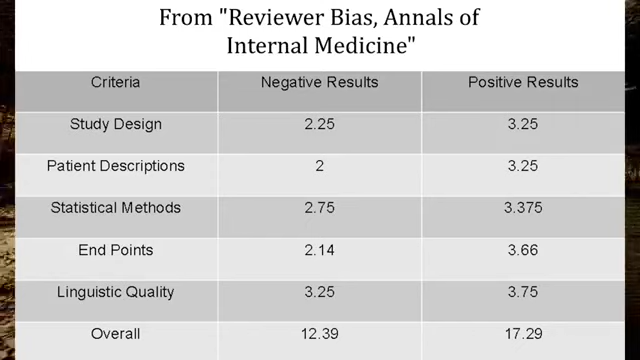 From "Reviewer Bias, Annals of
Internal Medicine"
Criteria Negative Results Positive Results
Study Design 2.25 3.25
Patient Descriptions 2 3.25
Statistical Methods 2.75 3.375
End Points 2.14 3.66
Linguistic Quality 3.25 3.75
Overall 12.39 17.29